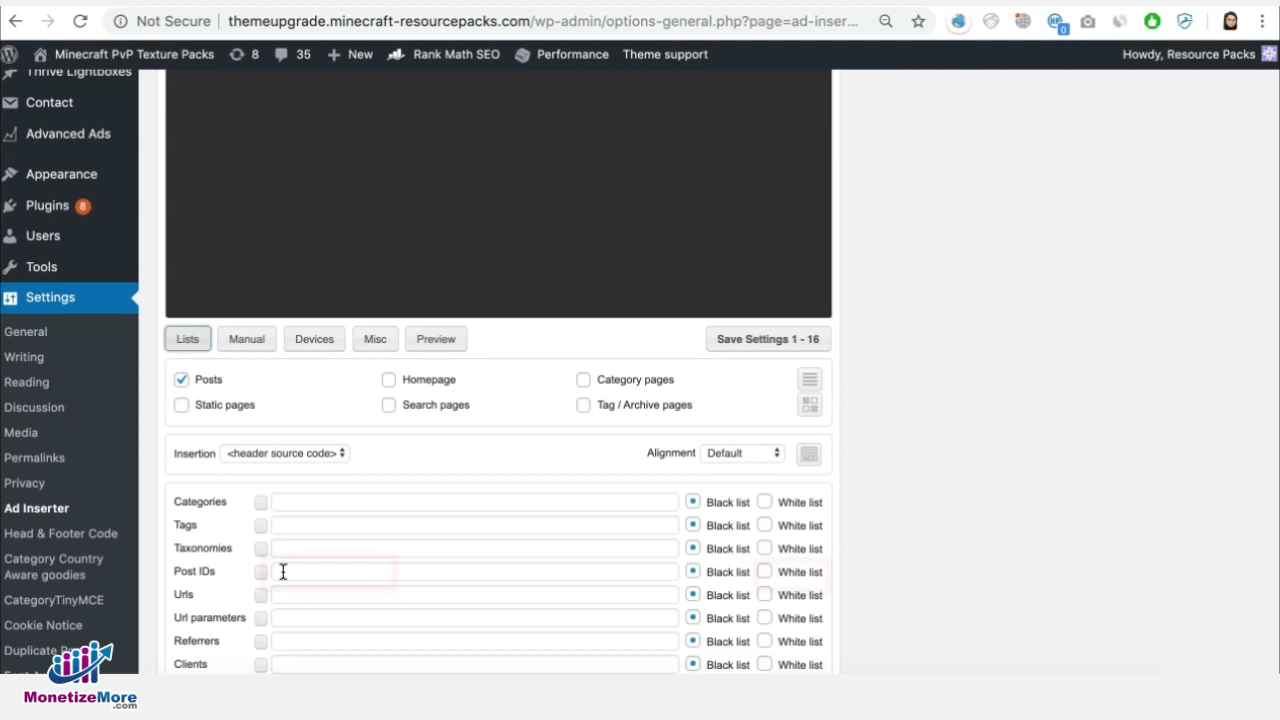 Not Secure themeupgrade.minecraft-resourcepacks.com/wp-admin/options-general.php?page=ad-inser...
0
Minecraft PvP Texture Packs 8 35 New Rank Math SEO Performance Theme support Howdy, Resource Packs
Thrive Lightboxes
Contact
Advanced Ads
Appearance
Plugins 8
Users
Tools
Settings
General
Writing
Reading
Discussion
Media
Permalinks
Privacy
Ad Inserter
Head & Footer Code
Category Country
Aware goodies
CategoryTinyMCE
Cookie Notice
Duplicate
Lists Manual Devices Misc Preview Save Settings 1 - 16
Posts Homepage Category pages
Static pages Search pages Tag / Archive pages
Insertion <header source code> Alignment Default
Categories Black list White list
Tags Black list White list
Taxonomies Black list White list
Post IDs Black list White list
Urls Black list White list
Url parameters Black list White list
Referrers Black list White list
Clients Black list White list
MonetizeMore
.com